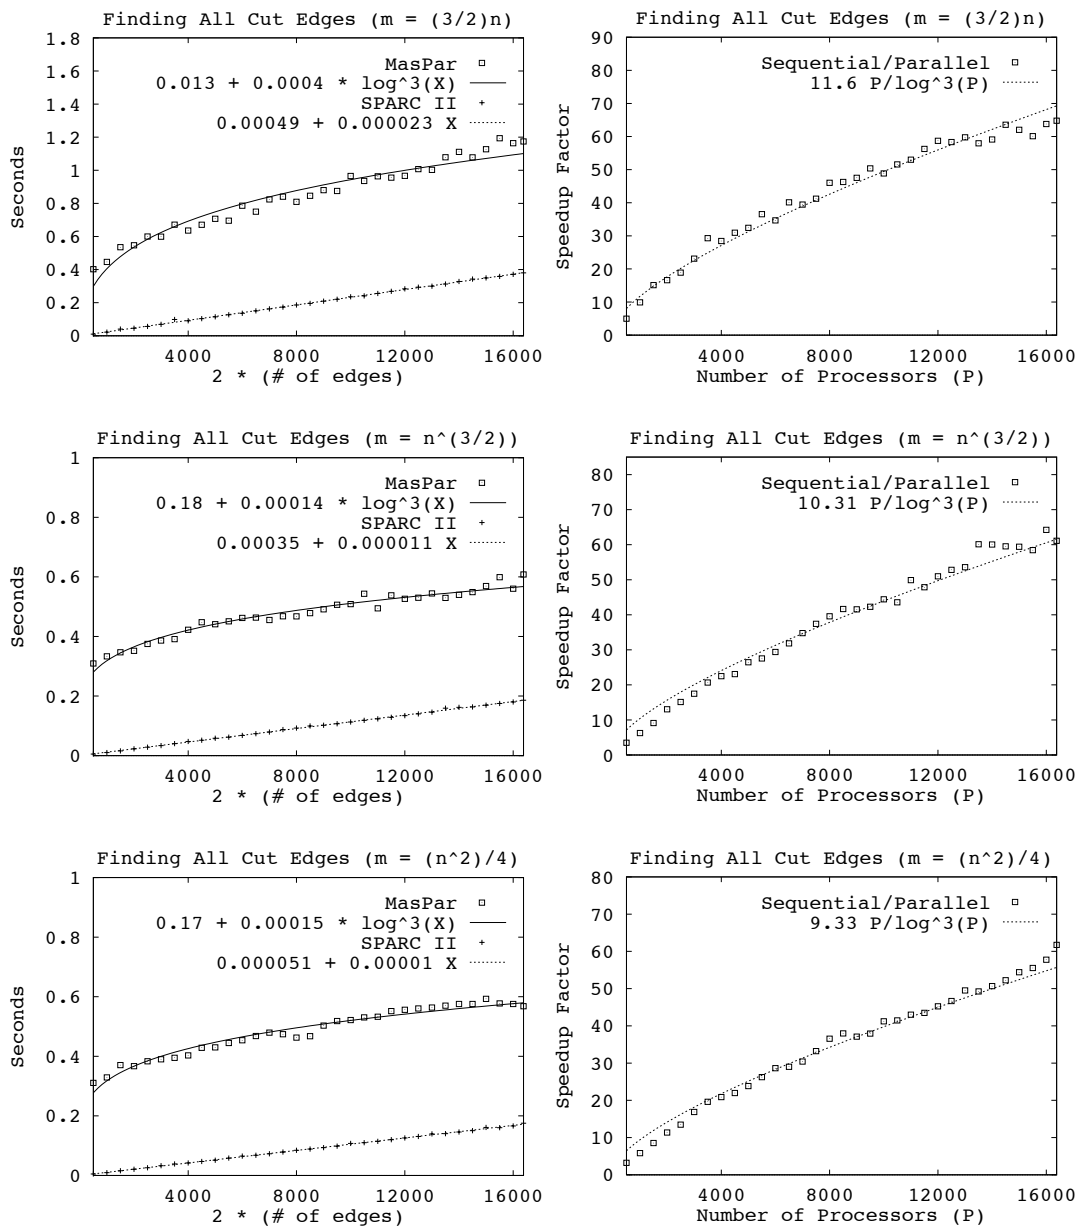 Finding All Cut Edges (m = (3/2)n)
1.8
1.6
1.4
1.2
1
0.8
0.6
0.4
0.2
0
Seconds
MasPar
0.013 + 0.0004 * log^3(X)
SPARC II
0.00049 + 0.000023 X
4000 8000 12000 16000
2 * (# of edges)
Finding All Cut Edges (m = (3/2)n)
90
80
70
60
50
40
30
20
10
0
Speedup Factor
Sequential/Parallel
11.6 P/log^3(P)
4000 8000 12000 16000
Number of Processors (P)
Finding All Cut Edges (m = n^(3/2))
1
0.8
0.6
0.4
0.2
0
Seconds
MasPar
0.18 + 0.00014 * log^3(X)
SPARC II
0.00035 + 0.000011 X
4000 8000 12000 16000
2 * (# of edges)
Finding All Cut Edges (m = n^(3/2))
80
70
60
50
40
30
20
10
0
Speedup Factor
Sequential/Parallel
10.31 P/log^3(P)
4000 8000 12000 16000
Number of Processors (P)
Finding All Cut Edges (m = (n^2)/4)
1
0.8
0.6
0.4
0.2
0
Seconds
MasPar
0.17 + 0.00015 * log^3(X)
SPARC II
0.000051 + 0.00001 X
4000 8000 12000 16000
2 * (# of edges)
Finding All Cut Edges (m = (n^2)/4)
80
70
60
50
40
30
20
10
0
Speedup Factor
Sequential/Parallel
9.33 P/log^3(P)
4000 8000 12000 16000
Number of Processors (P)